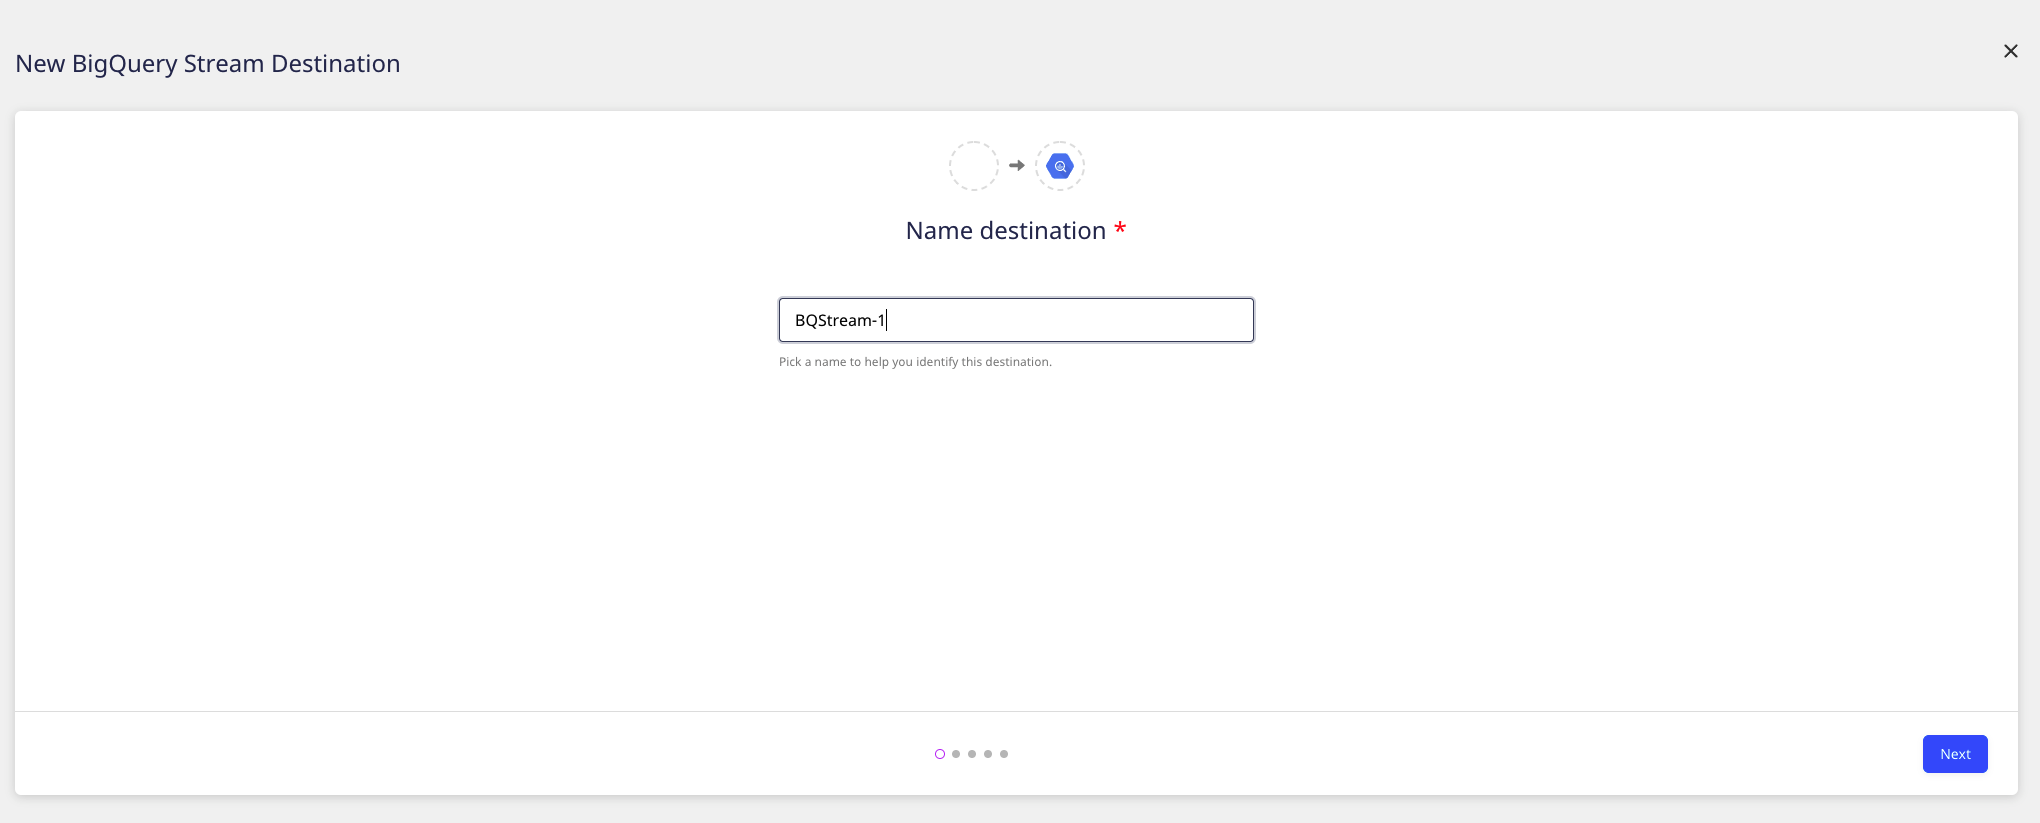 New BigQuery Stream Destination
Name destination *
BQStream-1
Pick a name to help you identify this destination.
Next